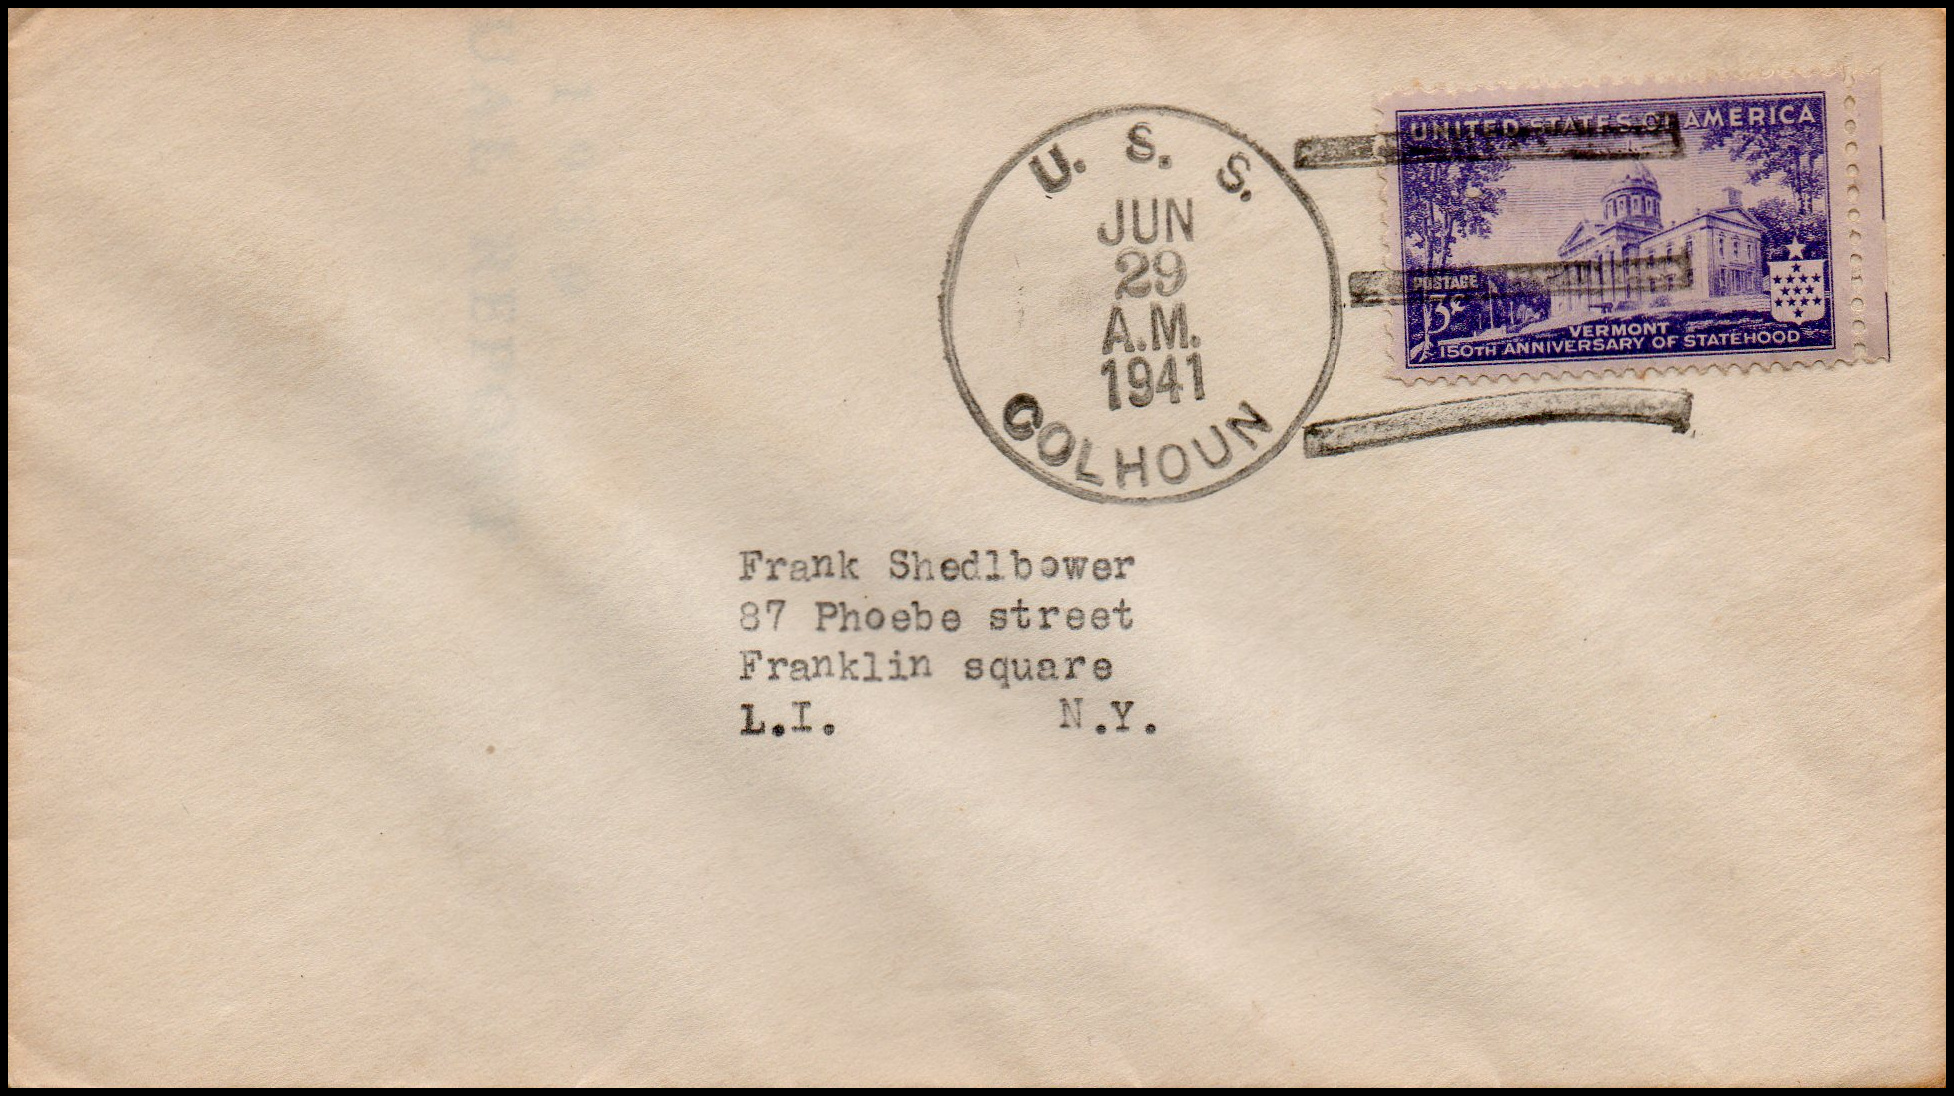 U. S. S.
JUN
29
A.M.
1941
COLHOUN
UNITED STATES OF AMERICA
POSTAGE
3¢
VERMONT
150TH ANNIVERSARY OF STATEHOOD
Frank Shedlbower
87 Phoebe street
Franklin square
L.I. N.Y.